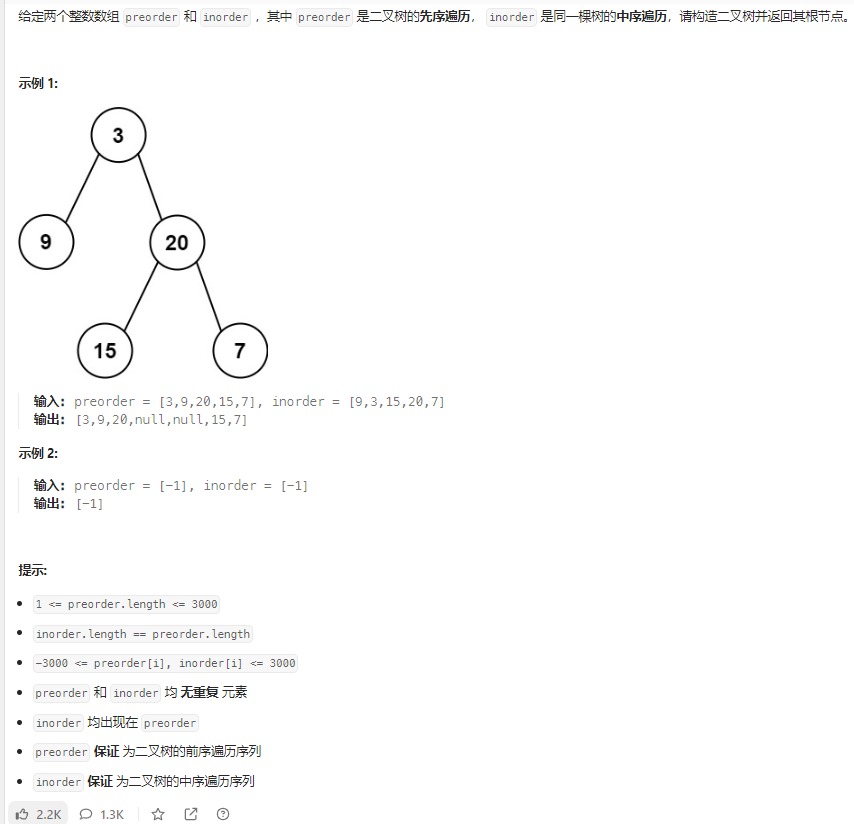 给定两个整数数组 preorder 和 inorder ，其中 preorder 是二叉树的先序遍历， inorder 是同一棵树的中序遍历，请构造二叉树并返回其根节点。
示例 1:
3
9
20
15
7
输入: preorder = [3,9,20,15,7], inorder = [9,3,15,20,7]
输出: [3,9,20,null,null,15,7]
示例 2:
输入: preorder = [-1], inorder = [-1]
输出: [-1]
提示:
1 <= preorder.length <= 3000
inorder.length == preorder.length
-3000 <= preorder[i], inorder[i] <= 3000
preorder 和 inorder 均 无重复 元素
inorder 均出现在 preorder
preorder 保证 为二叉树的前序遍历序列
inorder 保证 为二叉树的中序遍历序列
2.2K 1.3K